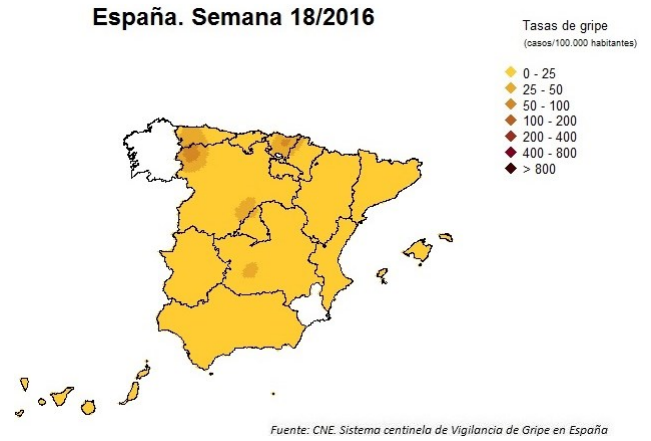 España. Semana 18/2016
Tasas de gripe
(casos/100.000 habitantes)
0 - 25
25 - 50
50 - 100
100 - 200
200 - 400
400 - 800
> 800
Fuente: CNE. Sistema centinela de Vigilancia de Gripe en España